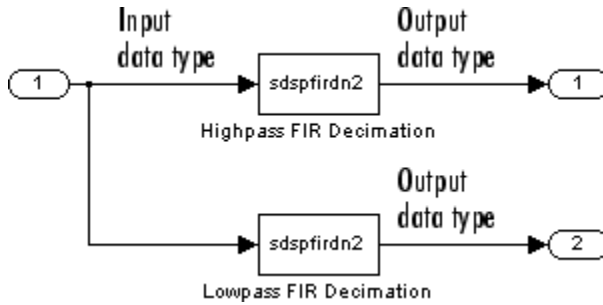 Input
data type
Output
data type
1
sdspfirdn2
1
Highpass FIR Decimation
Output
data type
sdspfirdn2
2
Lowpass FIR Decimation